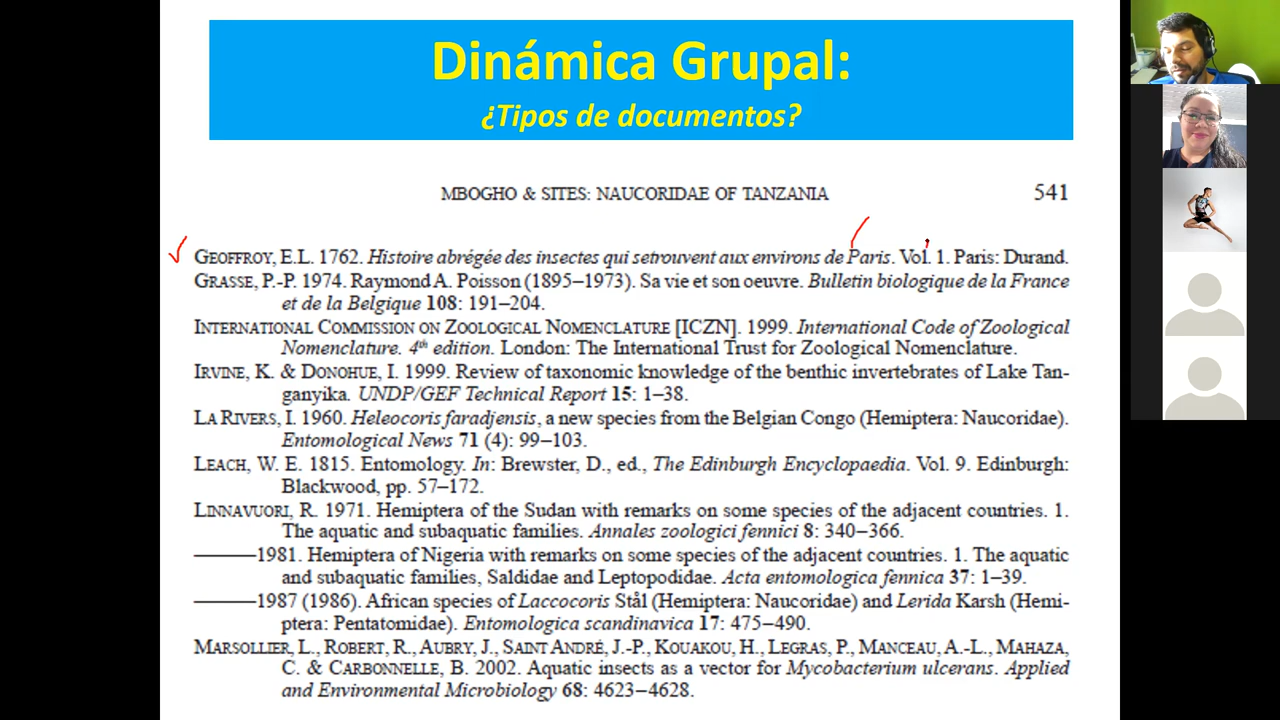 Dinámica Grupal:
¿Tipos de documentos?
MBOGHO & SITES: NAUCORIDAE OF TANZANIA 541
GEOFFROY, E.L. 1762. Histoire abrégée des insectes qui setrouvent aux environs de Paris. Vol. 1. Paris: Durand.
GRASSE, P.-P. 1974. Raymond A. Poisson (1895–1973). Sa vie et son oeuvre. Bulletin biologique de la France
et de la Belgique 108: 191–204.
INTERNATIONAL COMMISSION ON ZOOLOGICAL NOMENCLATURE [ICZN]. 1999. International Code of Zoological
Nomenclature. 4th edition. London: The International Trust for Zoological Nomenclature.
IRVINE, K. & DONOHUE, I. 1999. Review of taxonomic knowledge of the benthic invertebrates of Lake Tan-
ganyika. UNDP/GEF Technical Report 15: 1–38.
LA RIVERS, I. 1960. Heleocoris faradjensis, a new species from the Belgian Congo (Hemiptera: Naucoridae).
Entomological News 71 (4): 99–103.
LEACH, W. E. 1815. Entomology. In: Brewster, D., ed., The Edinburgh Encyclopaedia. Vol. 9. Edinburgh:
Blackwood, pp. 57–172.
LINNAVUORI, R. 1971. Hemiptera of the Sudan with remarks on some species of the adjacent countries. 1.
The aquatic and subaquatic families. Annales zoologici fennici 8: 340–366.
———1981. Hemiptera of Nigeria with remarks on some species of the adjacent countries. 1. The aquatic
and subaquatic families, Saldidae and Leptopodidae. Acta entomologica fennica 37: 1–39.
———1987 (1986). African species of Laccocoris Stål (Hemiptera: Naucoridae) and Lerida Karsh (Hemi-
ptera: Pentatomidae). Entomologica scandinavica 17: 475–490.
MARSOLLIER, L., ROBERT, R., AUBRY, J., SAINT ANDRÉ, J.-P., KOUAKOU, H., LEGRAS, P., MANCEAU, A.-L., MAHAZA,
C. & CARBONNELLE, B. 2002. Aquatic insects as a vector for Mycobacterium ulcerans. Applied
and Environmental Microbiology 68: 4623–4628.